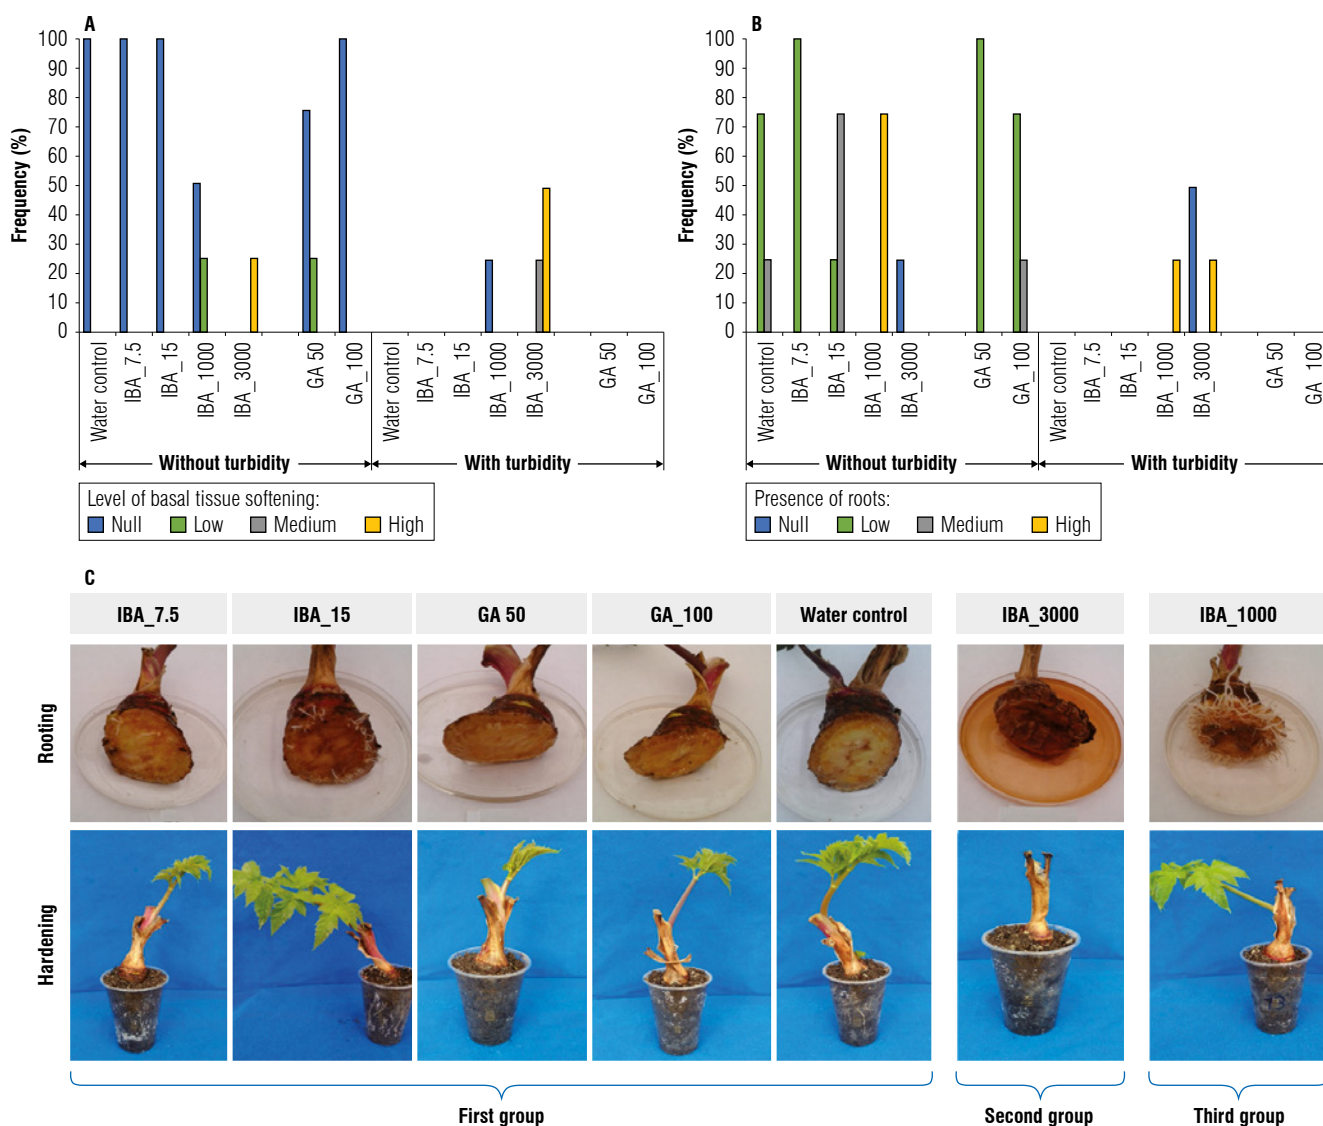 A
Frequency (%)
100
90
80
70
60
50
40
30
20
10
0
Water control
IBA_7.5
IBA_15
IBA_1000
IBA_3000
GA 50
GA_100
Water control
IBA_7.5
IBA_15
IBA_1000
IBA_3000
GA 50
GA_100
Without turbidity
With turbidity
Level of basal tissue softening:
Null Low Medium High
B
Frequency (%)
100
90
80
70
60
50
40
30
20
10
0
Water control
IBA_7.5
IBA_15
IBA_1000
IBA_3000
GA 50
GA_100
Water control
IBA_7.5
IBA_15
IBA_1000
IBA_3000
GA 50
GA_100
Without turbidity
With turbidity
Presence of roots:
Null Low Medium High
C
IBA_7.5 IBA_15 GA 50 GA_100 Water control IBA_3000 IBA_1000
Rooting
Hardening
13
First group Second group Third group